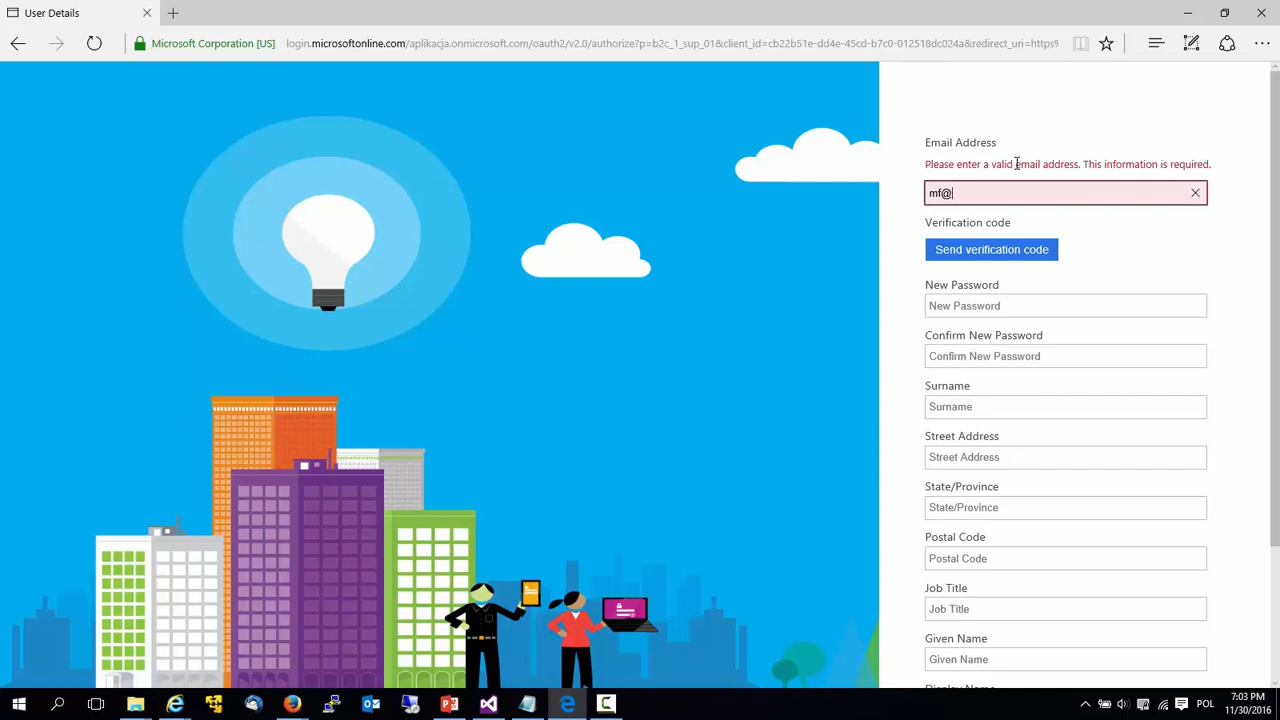 User Details
Microsoft Corporation [US]
login.microsoftonline.com/aplikacja.onmicrosoft.com/oauth2/v2.0/authorize?p=b2c_1_sup_01&client_id=cb22b51e-dd4e-45cd-b7c0-012518dc024a&redirect_uri=https
Email Address
Please enter a valid email address. This information is required.
mf@
Verification code
Send verification code
New Password
New Password
Confirm New Password
Confirm New Password
Surname
Surname
Street Address
Street Address
State/Province
State/Province
Postal Code
Postal Code
Job Title
Job Title
Given Name
Given Name
Display Name
POL
7:03 PM
11/30/2016